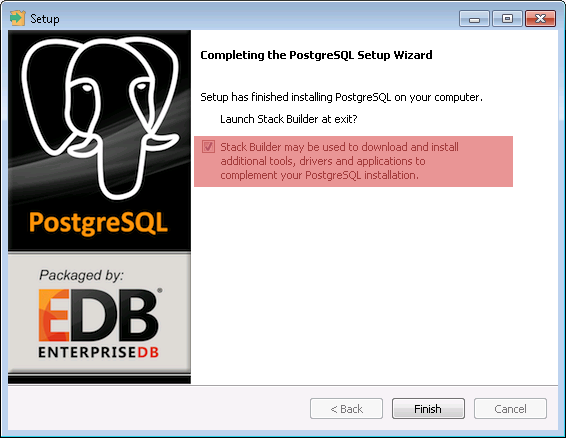 Setup
Completing the PostgreSQL Setup Wizard
Setup has finished installing PostgreSQL on your computer.
Launch Stack Builder at exit?
Stack Builder may be used to download and install
additional tools, drivers and applications to
complement your PostgreSQL installation.
PostgreSQL
Packaged by:
EDB®
ENTERPRISEDB
< Back
Finish
Cancel